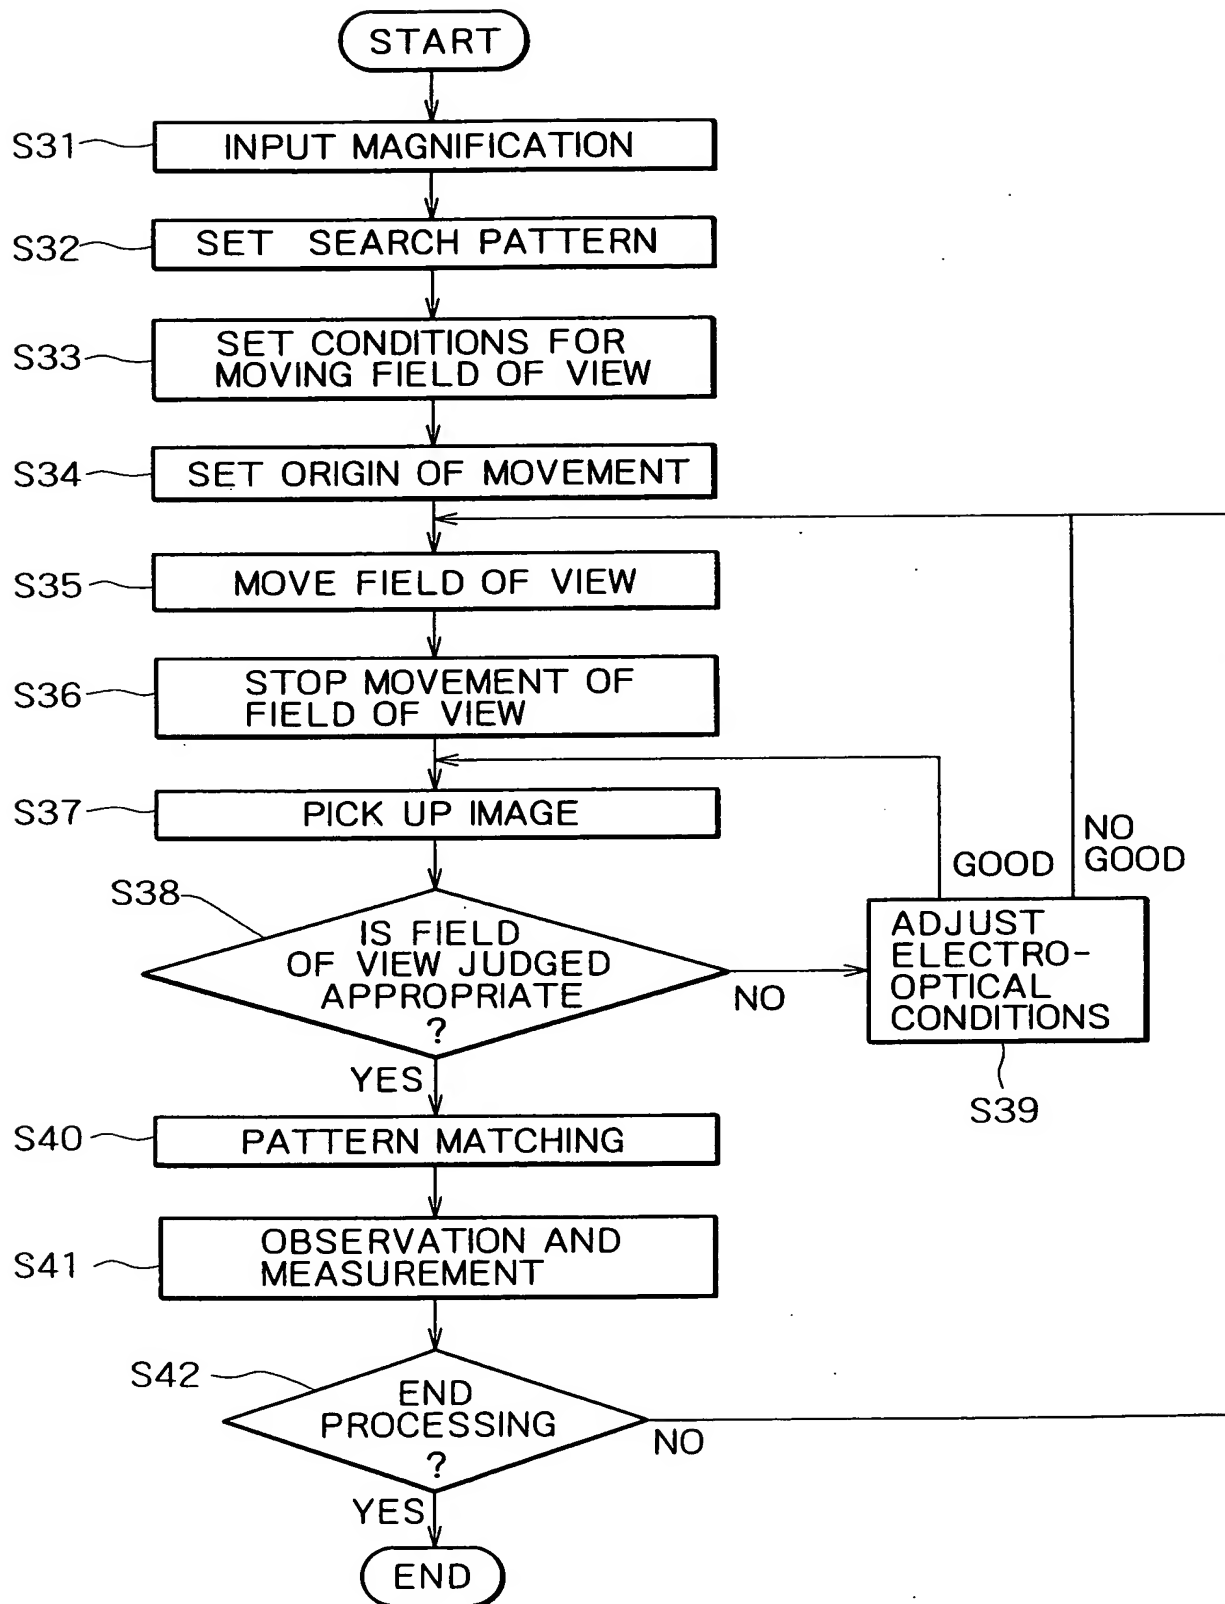 START
S31
INPUT MAGNIFICATION
S32
SET SEARCH PATTERN
S33
SET CONDITIONS FOR
MOVING FIELD OF VIEW
S34
SET ORIGIN OF MOVEMENT
S35
MOVE FIELD OF VIEW
S36
STOP MOVEMENT OF
FIELD OF VIEW
S37
PICK UP IMAGE
S38
IS FIELD
OF VIEW JUDGED
APPROPRIATE
?
NO
YES
GOOD
NO
GOOD
ADJUST
ELECTRO-
OPTICAL
CONDITIONS
S39
S40
PATTERN MATCHING
S41
OBSERVATION AND
MEASUREMENT
S42
END
PROCESSING
?
NO
YES
END